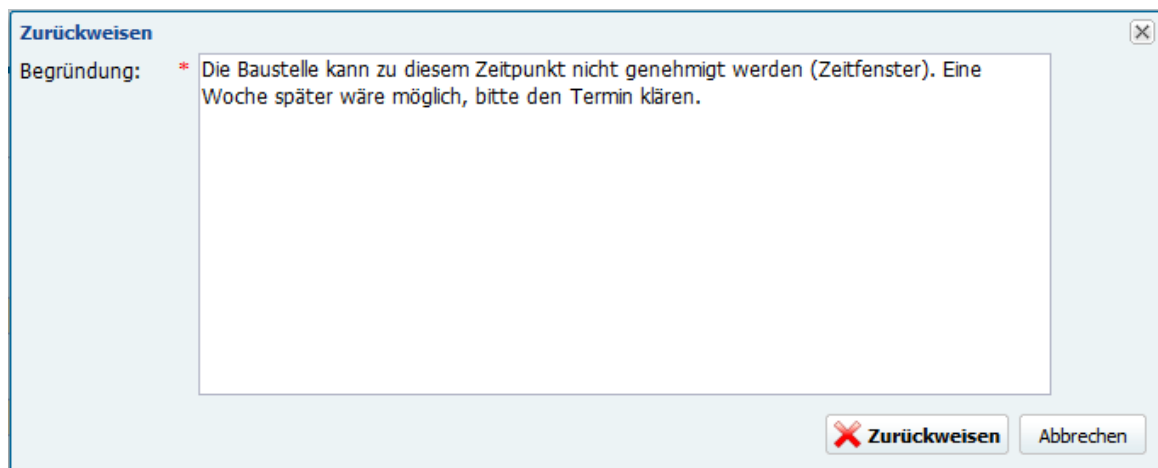 Zurückweisen
Begründung: * Die Baustelle kann zu diesem Zeitpunkt nicht genehmigt werden (Zeitfenster). Eine
Woche später wäre möglich, bitte den Termin klären.
Zurückweisen Abbrechen